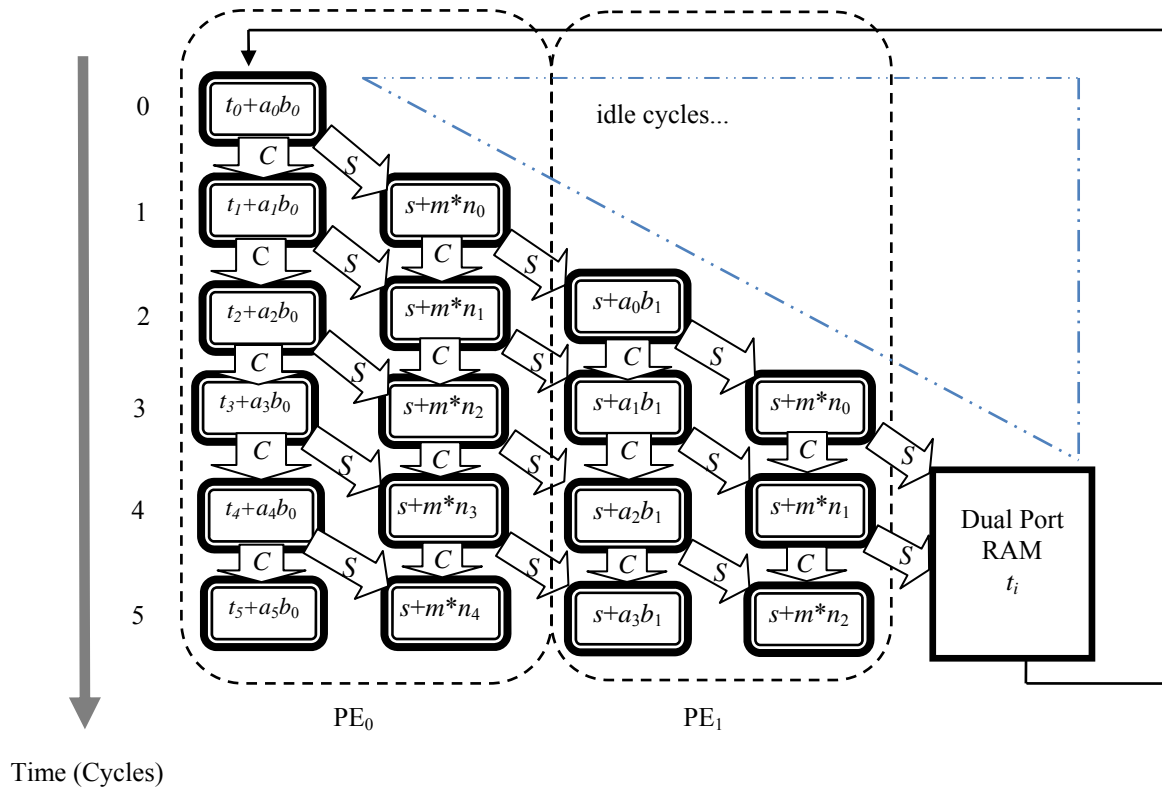 idle cycles...
0
t0+a0b0
C
S
1
t1+a1b0
s+m*n0
C
S
C
S
2
t2+a2b0
s+m*n1
s+a0b1
C
S
C
S
C
S
3
t3+a3b0
s+m*n2
s+a1b1
s+m*n0
C
S
C
S
C
S
C
S
4
t4+a4b0
s+m*n3
s+a2b1
s+m*n1
Dual Port
RAM
ti
C
S
C
S
C
S
C
S
5
t5+a5b0
s+m*n4
s+a3b1
s+m*n2
PE0
PE1
Time (Cycles)